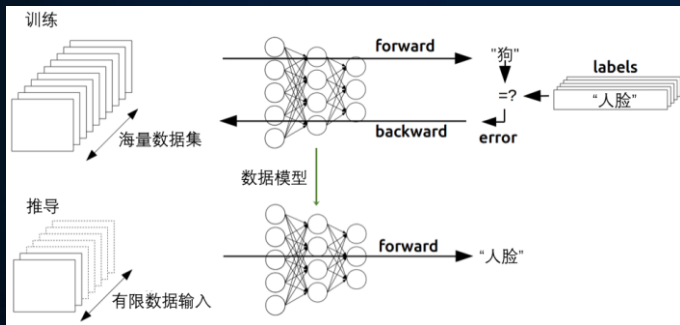 训练
forward
"狗"
labels
=?
"人脸"
海量数据集
backward
error
数据模型
推导
forward
"人脸"
有限数据输入